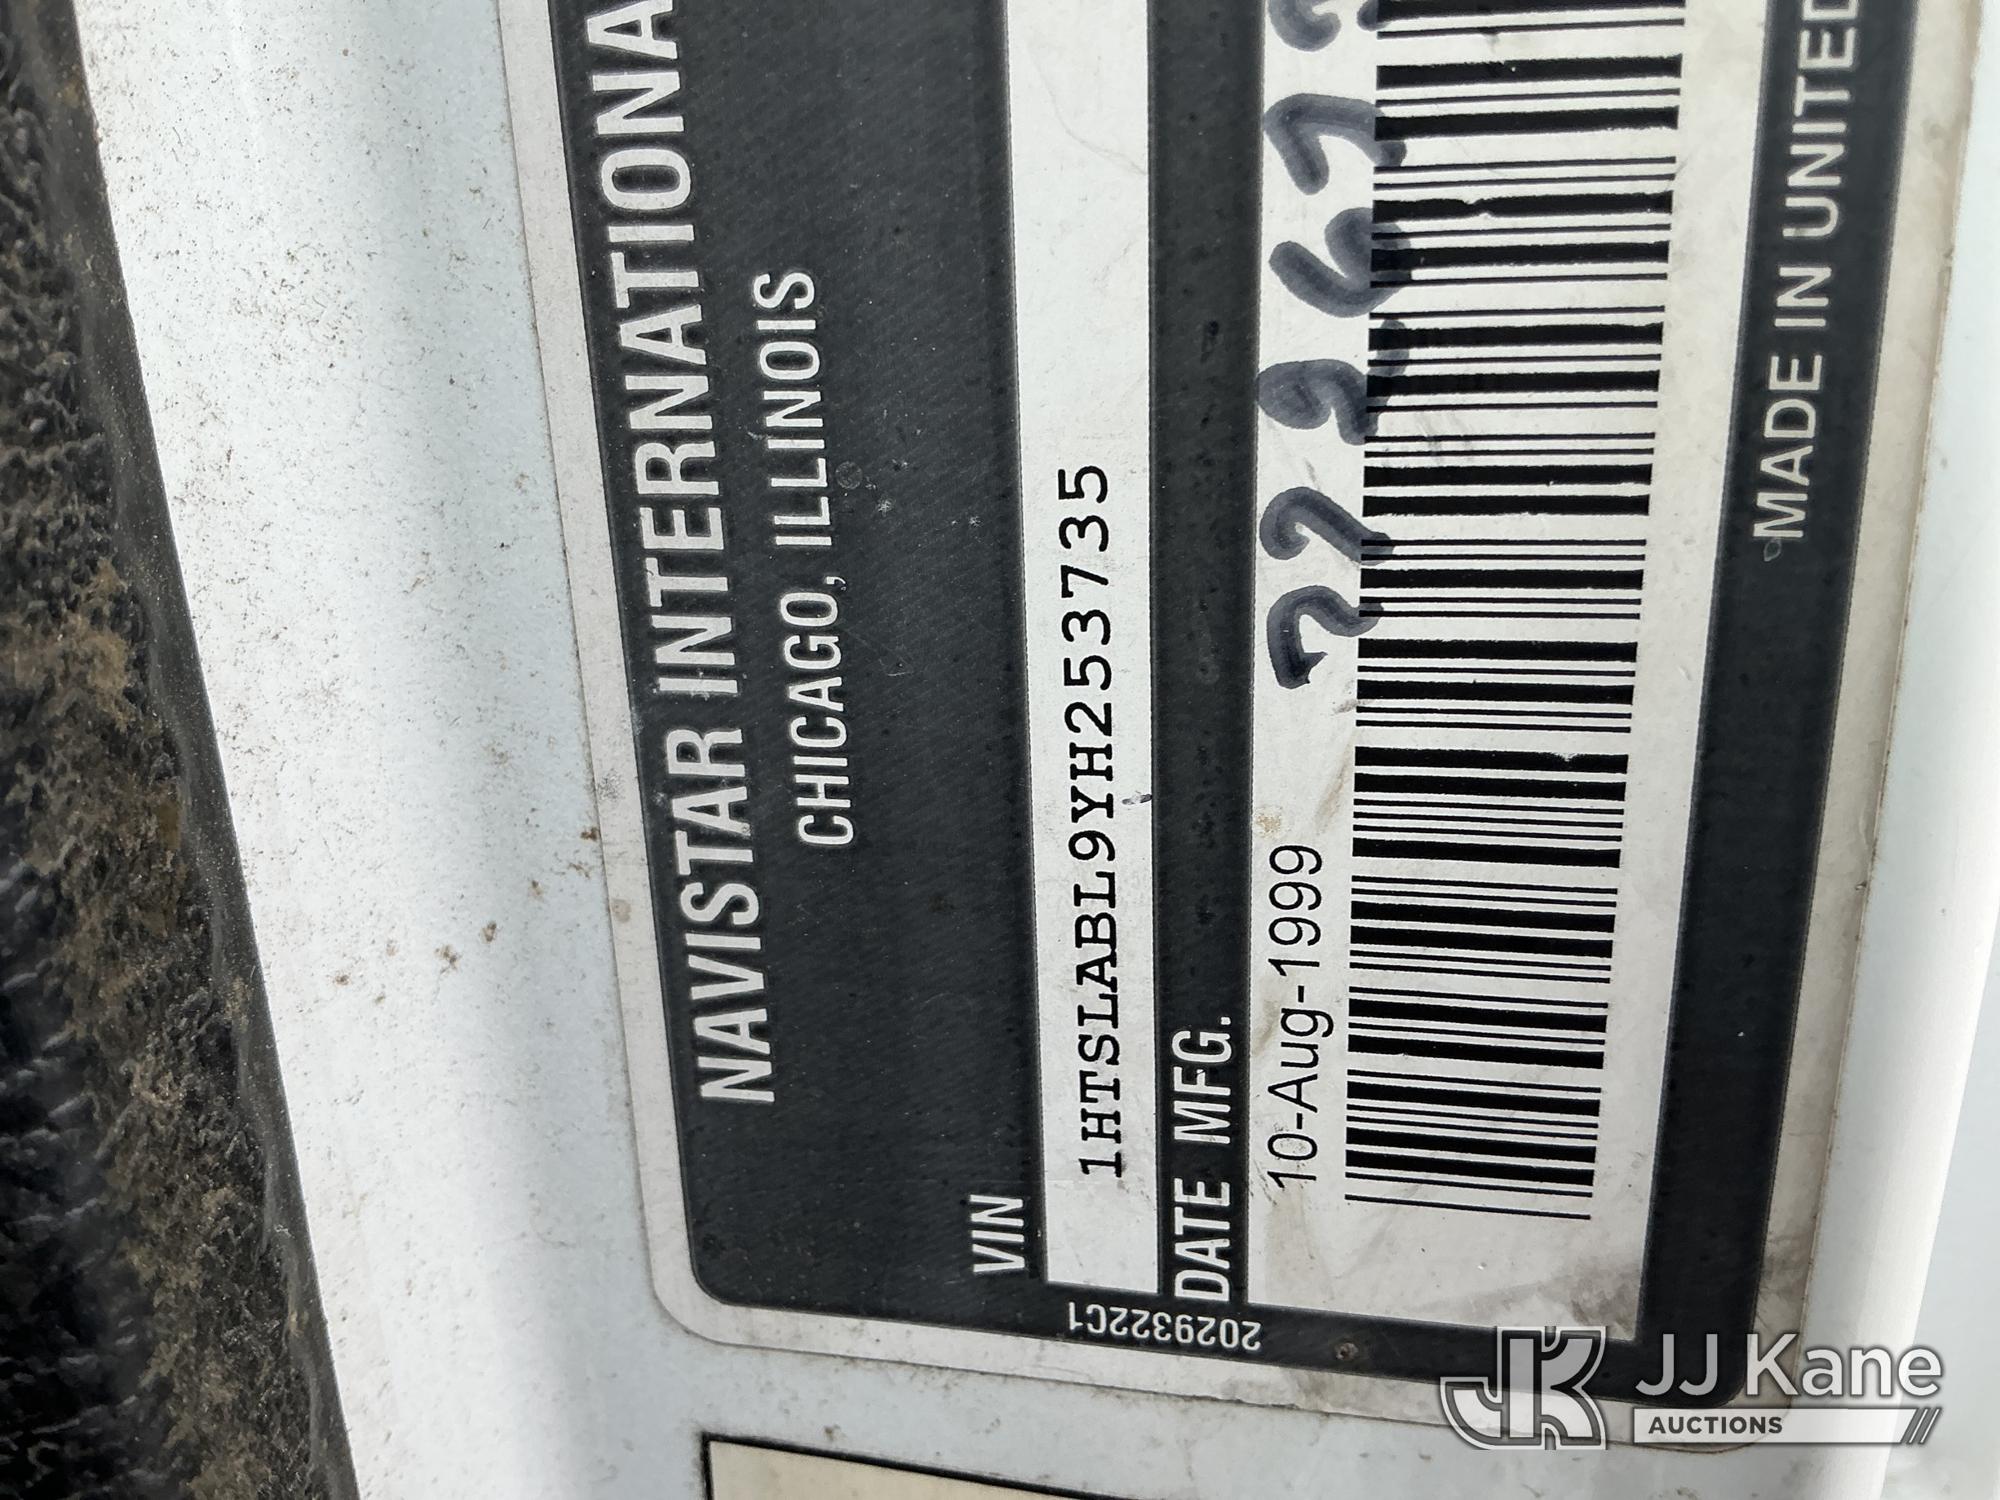 NAVISTAR INTERNATIONA
CHICAGO, ILLINOIS
VIN
1HTSLABL9YH253735
DATE MFG.
10-Aug-1999
MADE IN UNITED
2029322C1
JJ Kane
AUCTIONS